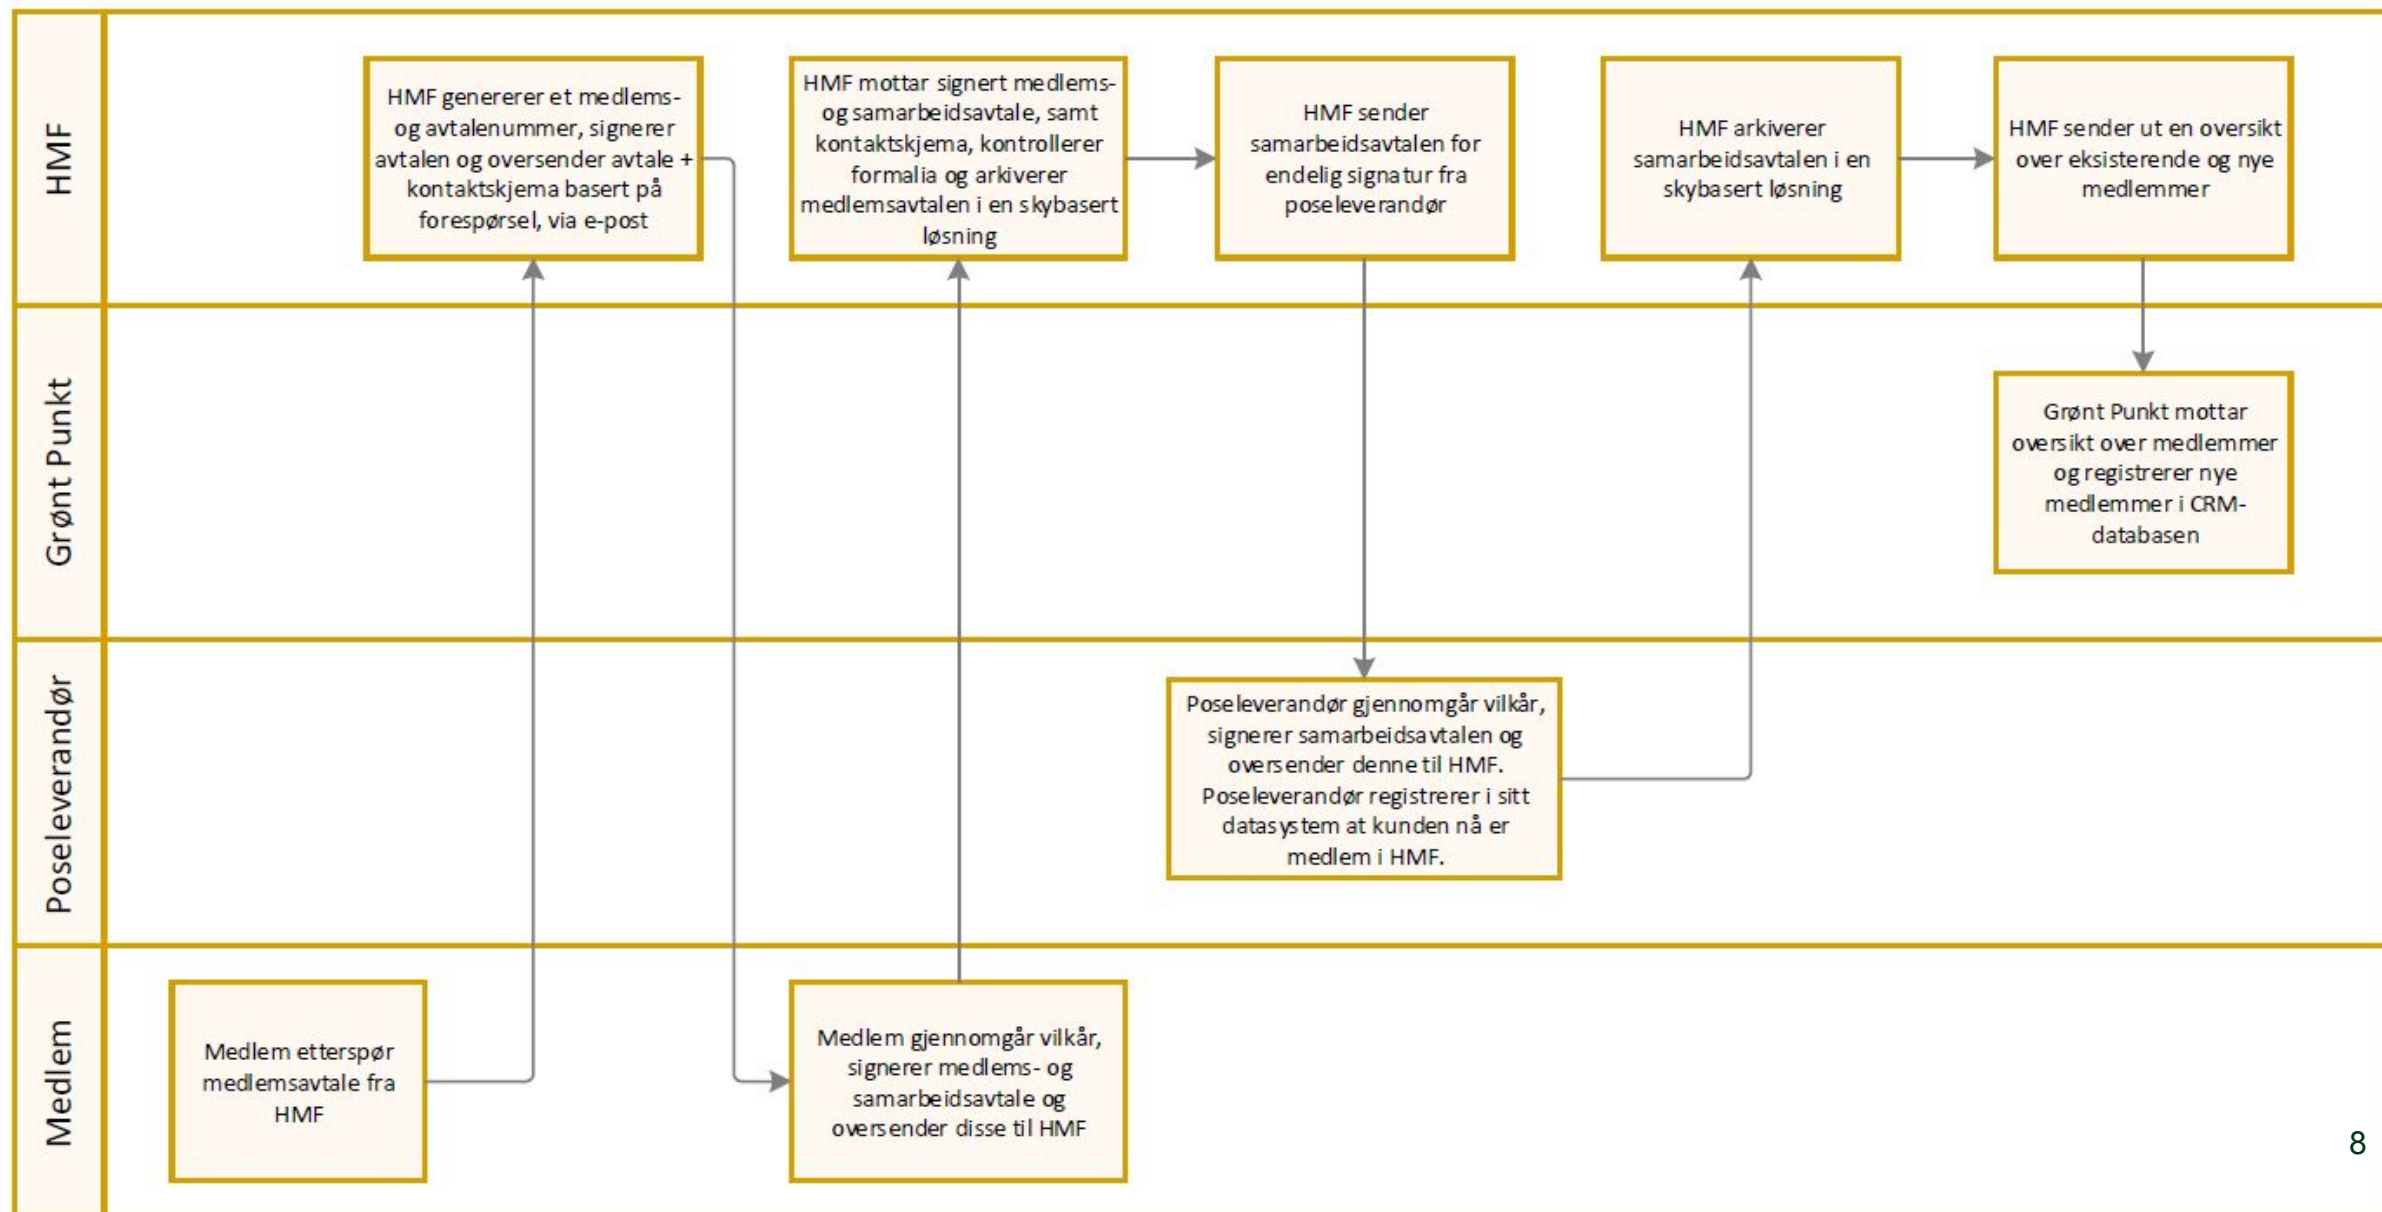 HMF
HMF genererer et medlems-
og avtalenummer, signerer
avtalen og oversender avtale +
kontaktskjema basert på
forespørsel, via e-post
HMF mottar signert medlems-
og samarbeidsavtale, samt
kontaktskjema, kontrollerer
formalia og arkiverer
medlemsavtalen i en skybasert
løsning
HMF sender
samarbeidsavtalen for
endelig signatur fra
poseleverandør
HMF arkiverer
samarbeidsavtalen i en
skybasert løsning
HMF sender ut en oversikt
over eksisterende og nye
medlemmer
Grønt Punkt
Grønt Punkt mottar
oversikt over medlemmer
og registrerer nye
medlemmer i CRM-
databasen
Poseleverandør
Poseleverandør gjennomgår vilkår,
signerer samarbeidsavtalen og
oversender denne til HMF.
Poseleverandør registrerer i sitt
datasystem at kunden nå er
medlem i HMF.
Medlem
Medlem etterspør
medlemsavtale fra
HMF
Medlem gjennomgår vilkår,
signerer medlems- og
samarbeidsavtale og
oversender disse til HMF
8